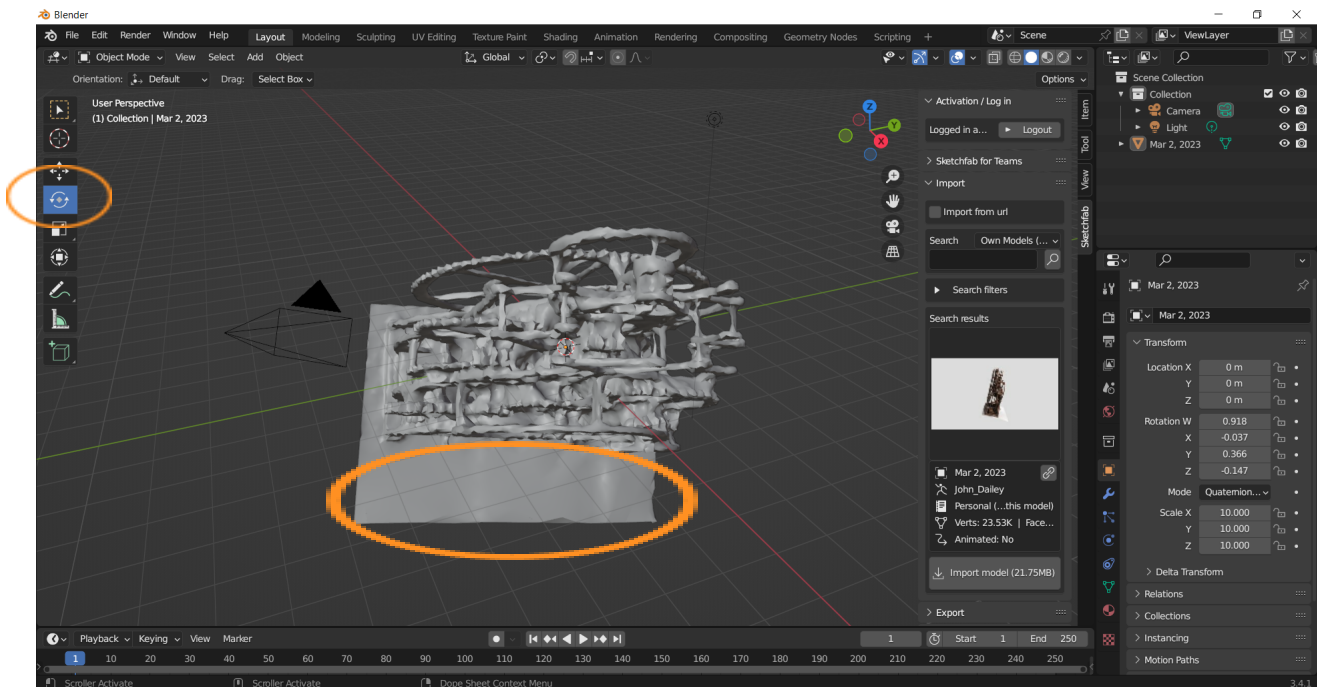 Blender
File Edit Render Window Help Layout Modeling Sculpting UV Editing Texture Paint Shading Animation Rendering Compositing Geometry Nodes Scripting + Scene ViewLayer
Object Mode View Select Add Object Global
Orientation: Default Drag: Select Box Options
User Perspective
(1) Collection | Mar 2, 2023
Z
Y
X
Activation / Log in
Logged in a... Logout
Sketchfab for Teams
Import
Import from url
Search Own Models (...
Search filters
Search results
Mar 2, 2023
John_Dailey
Personal (...this model)
Verts: 23.53K | Face...
Animated: No
Import model (21.75MB)
Export
Item
Tool
View
Sketchfab
Scene Collection
Collection
Camera
Light
Mar 2, 2023
Mar 2, 2023
Mar 2, 2023
Transform
Location X 0 m
Y 0 m
Z 0 m
Rotation W 0.918
X -0.037
Y 0.366
Z -0.147
Mode Quaternion...
Scale X 10.000
Y 10.000
Z 10.000
Delta Transform
Relations
Collections
Instancing
Motion Paths
Playback Keying View Marker 1 Start 1 End 250
1 10 20 30 40 50 60 70 80 90 100 110 120 130 140 150 160 170 180 190 200 210 220 230 240 250
Scroller Activate Scroller Activate Dope Sheet Context Menu 3.4.1